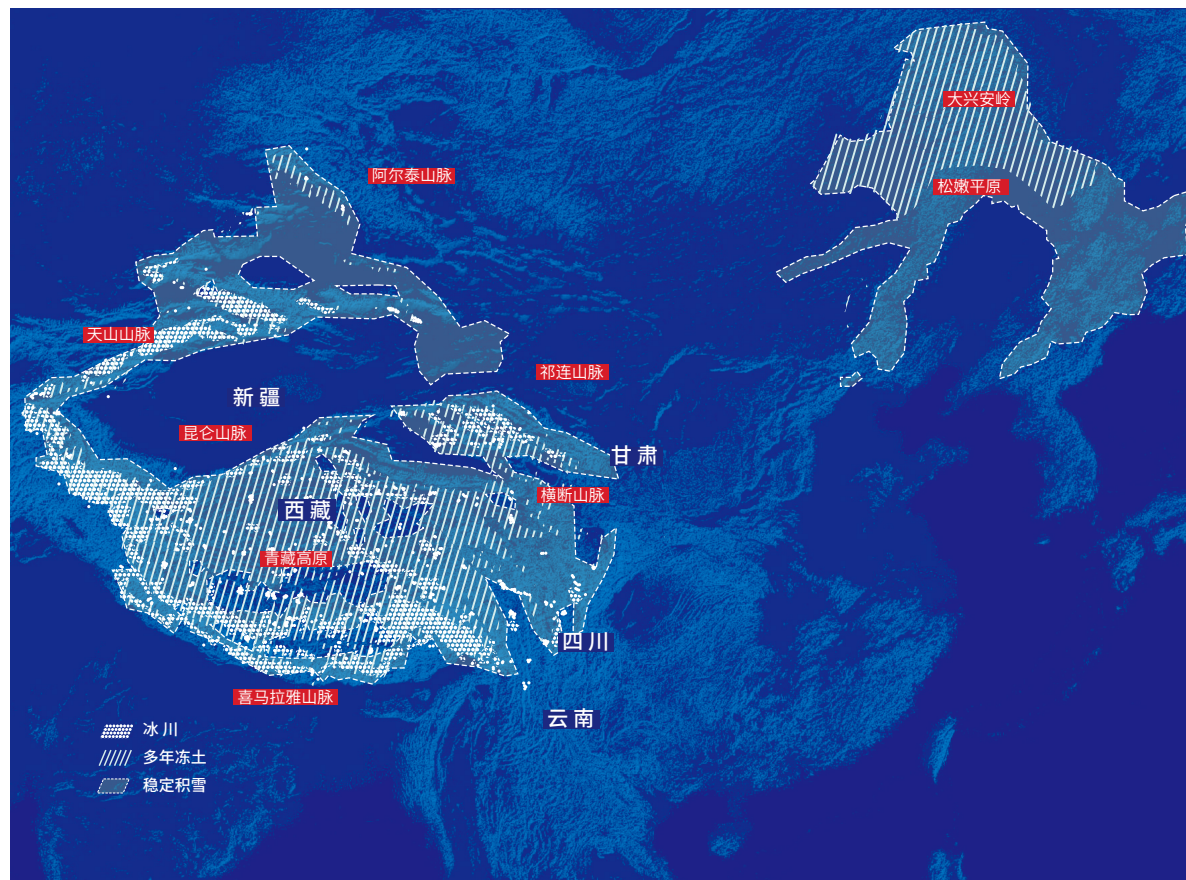 大兴安岭
阿尔泰山脉
松嫩平原
天山山脉
祁连山脉
新疆
昆仑山脉
甘肃
横断山脉
西藏
青藏高原
四川
喜马拉雅山脉
云南
冰川
多年冻土
稳定积雪